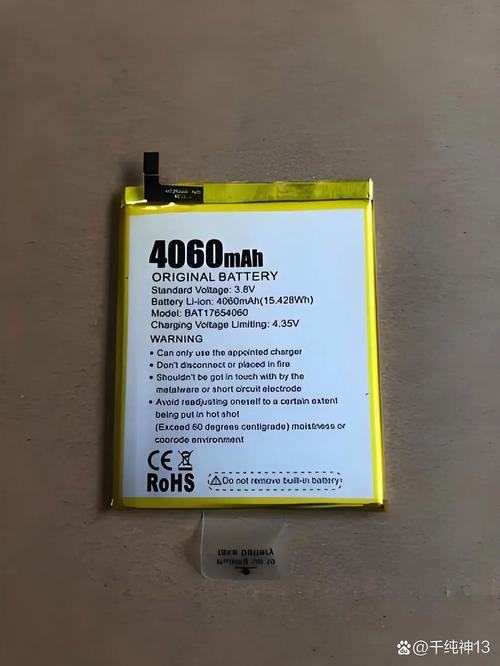 4060mAh
ORIGINAL BATTERY
Standard Voltage: 3.8V
Battery Li-ion: 4060mAh(15.428Wh)
Model: BAT17654060
Charging Voltage Limiting: 4.35V
WARNING
• Can only use the appointed charger
• Don't disconnect or placed in fire
• Shouldn't be got in touch with by the
metalware or short circuit electrode
• Avoid readjusting oneself to a certain extent
being put in hot shot
(Exceed 60 degrees centigrade) moistness or
coorode environment
CE
RoHS
Do not remove built-in battery
Battery
@千纯神13